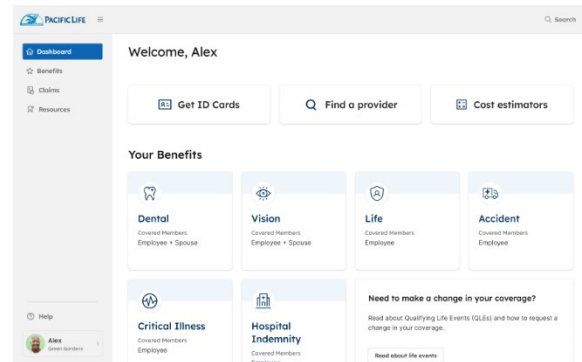 PACIFIC LIFE
Search
Dashboard
Benefits
Claims
Resources
Help
Alex
Green Gardens
Welcome, Alex
Get ID Cards
Find a provider
Cost estimators
Your Benefits
Dental
Covered Members
Employee + Spouse
Vision
Covered Members
Employee + Spouse
Life
Covered Members
Employee
Accident
Covered Members
Employee
Critical Illness
Covered Members
Employee
Hospital
Indemnity
Covered Members
Need to make a change in your coverage?
Read about Qualifying Life Events (QLEs) and how to request a
change in your coverage.
Read about life events